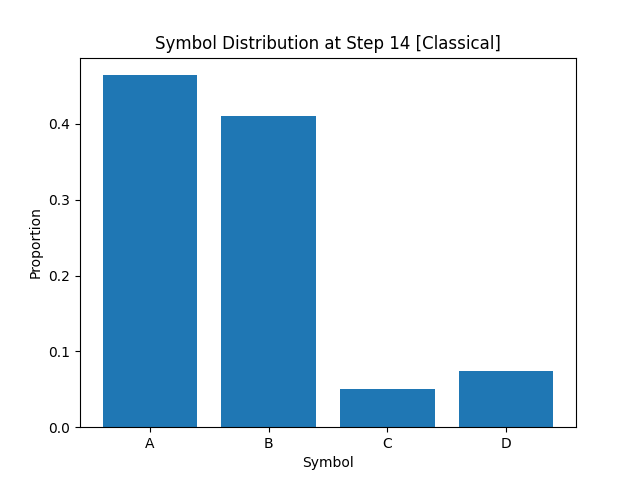 Symbol Distribution at Step 14 [Classical]
Proportion
0.4
0.3
0.2
0.1
0.0
A B C D
Symbol